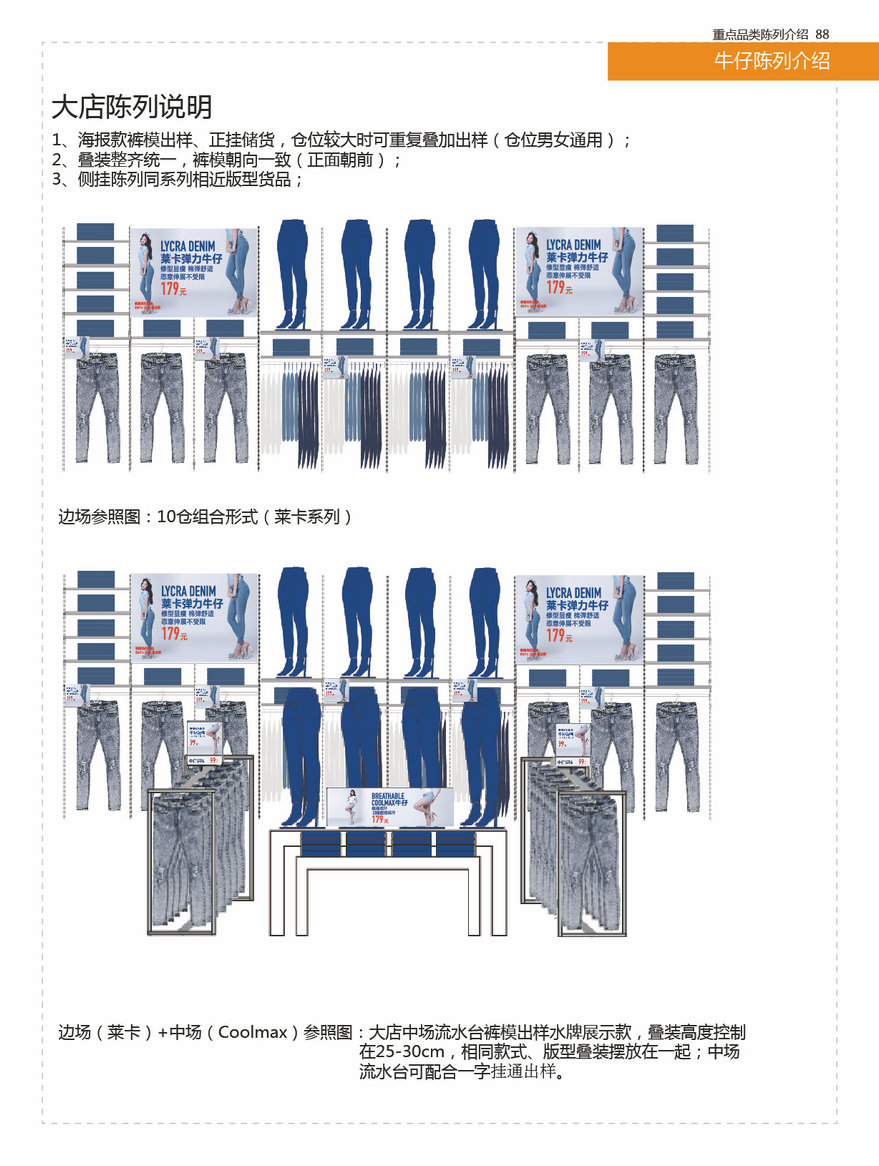 重点品类陈列介绍 88
牛仔陈列介绍
大店陈列说明
1、海报款裤模出样、正挂储货，仓位较大时可重复叠加出样（仓位男女通用）；
2、叠装整齐统一，裤模朝向一致（正面朝前）；
3、侧挂陈列同系列相近版型货品；
LYCRA DENIM
莱卡弹力牛仔
修型显瘦 棉弹舒适
恣意伸展不受限
179元
LYCRA DENIM
莱卡弹力牛仔
修型显瘦 棉弹舒适
恣意伸展不受限
179元
边场参照图：10仓组合形式（莱卡系列）
LYCRA DENIM
莱卡弹力牛仔
修型显瘦 棉弹舒适
恣意伸展不受限
179元
LYCRA DENIM
莱卡弹力牛仔
修型显瘦 棉弹舒适
恣意伸展不受限
179元
99
99
99
99
BREATHABLE
COOLMAX牛仔
179元
边场（莱卡）+中场（Coolmax）参照图：大店中场流水台裤模出样水牌展示款，叠装高度控制
在25-30cm，相同款式、版型叠装摆放在一起；中场
流水台可配合一字挂通出样。